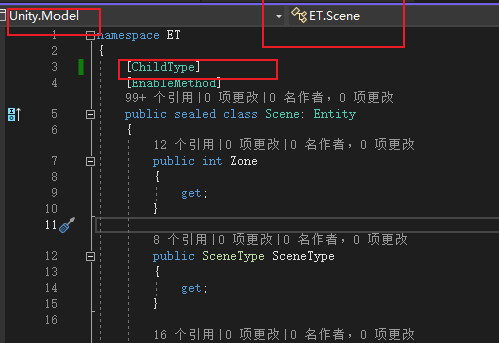 Unity.Model ET.Scene
1 namespace ET
2 {
3 [ChildType]
4 [EnableMethod]
99+ 个引用|0 项更改|0 名作者，0 项更改
5 public sealed class Scene: Entity
6 {
12 个引用|0 项更改|0 名作者，0 项更改
7 public int Zone
8 {
9 get;
10 }
11
8 个引用|0 项更改|0 名作者，0 项更改
12 public SceneType SceneType
13 {
14 get;
15 }
16
16 个引用|0 项更改|0 名作者，0 项更改